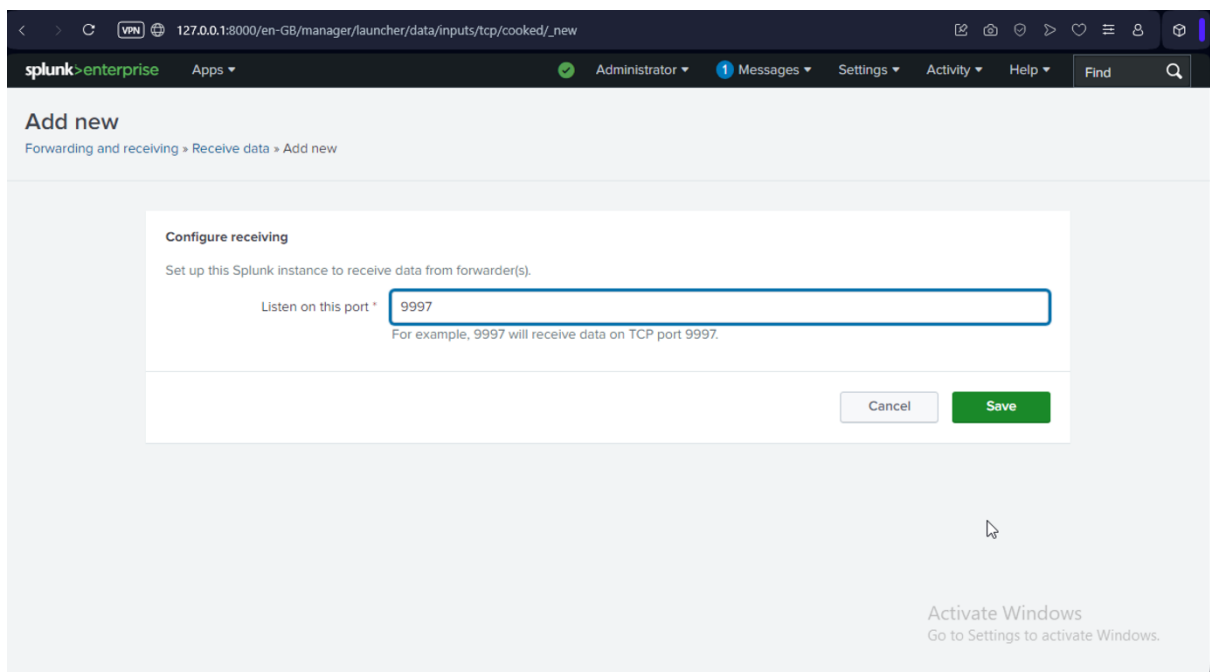 VPN 127.0.0.1:8000/en-GB/manager/launcher/data/inputs/tcp/cooked/_new
splunk>enterprise Apps Administrator 1 Messages Settings Activity Help Find
Add new
Forwarding and receiving » Receive data » Add new
Configure receiving
Set up this Splunk instance to receive data from forwarder(s).
Listen on this port * 9997
For example, 9997 will receive data on TCP port 9997.
Cancel Save
Activate Windows
Go to Settings to activate Windows.